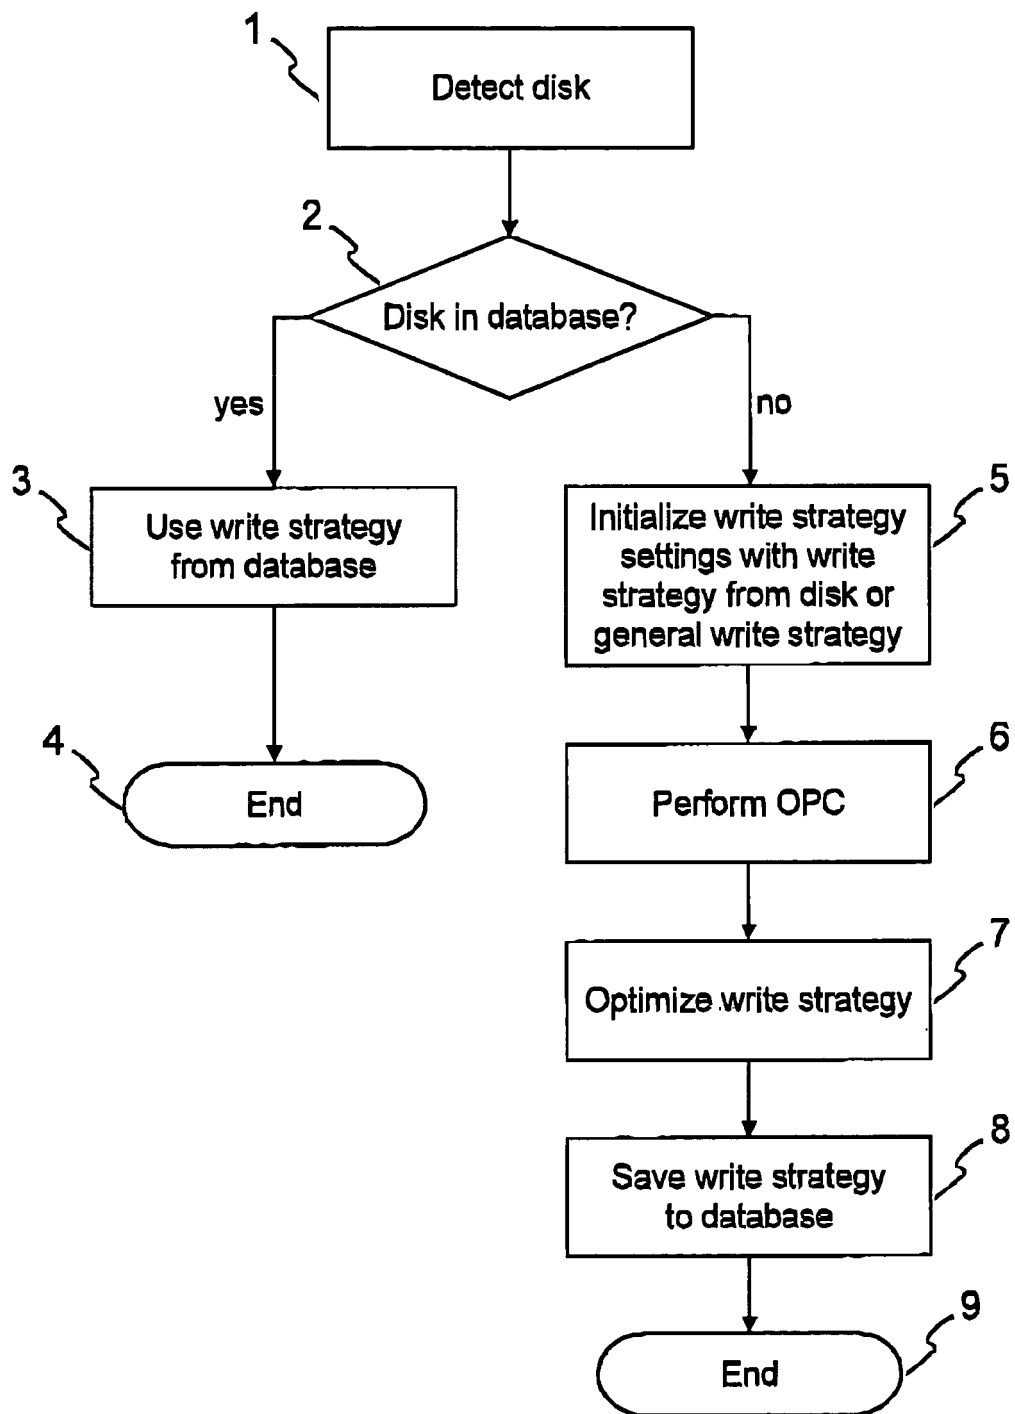 1
Detect disk
2
Disk in database?
yes
no
3
Use write strategy
from database
5
Initialize write strategy
settings with write
strategy from disk or
general write strategy
4
End
6
Perform OPC
7
Optimize write strategy
8
Save write strategy
to database
9
End